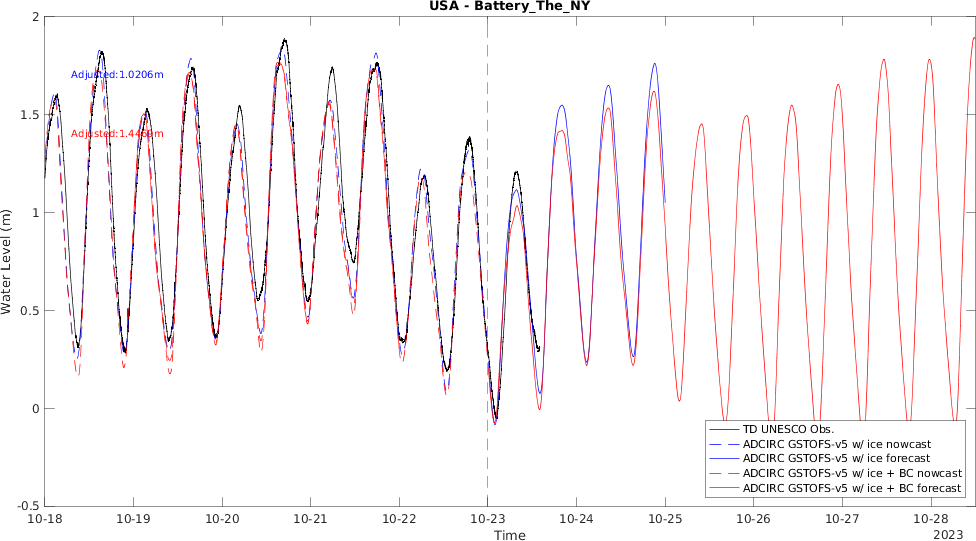 USA - Battery_The_NY
2
1.5
1
0.5
0
-0.5
Water Level (m)
Adjusted:1.0206m
TD UNESCO Obs.
ADCIRC GSTOFS-v5 w/ ice nowcast
ADCIRC GSTOFS-v5 w/ ice forecast
ADCIRC GSTOFS-v5 w/ ice + BC nowcast
ADCIRC GSTOFS-v5 w/ ice + BC forecast
10-18 10-19 10-20 10-21 10-22 10-23 10-24 10-25 10-26 10-27 10-28
Time
2023